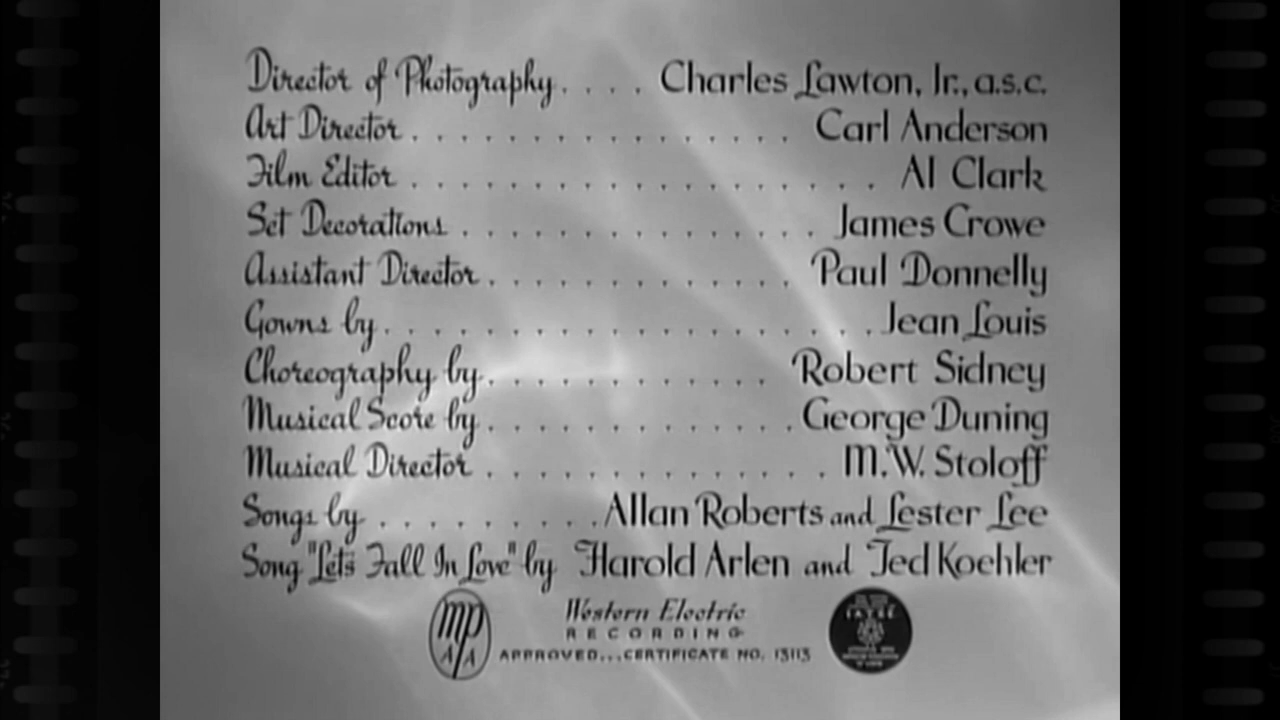 Director of Photography. . . . Charles Lawton, Jr., a.s.c.
Art Director. . . . . . . . . . . . . . . . Carl Anderson
Film Editor . . . . . . . . . . . . . . . . . . . Al Clark
Set Decorations . . . . . . . . . . . . . . . James Crowe
Assistant Director. . . . . . . . . . . . . Paul Donnelly
Gowns by. . . . . . . . . . . . . . . . . . . . Jean Louis
Choreography by. . . . . . . . . . . . Robert Sidney
Musical Score by. . . . . . . . . . . . . George Duning
Musical Director . . . . . . . . . . . . . . M.W. Stoloff
Songs by . . . . . . . . . Allan Roberts and Lester Lee
Song "Let's Fall In Love" by Harold Arlen and Ted Koehler
MPAA
Western Electric
RECORDING
APPROVED...CERTIFICATE NO. 13113
I.A.T.S.E.